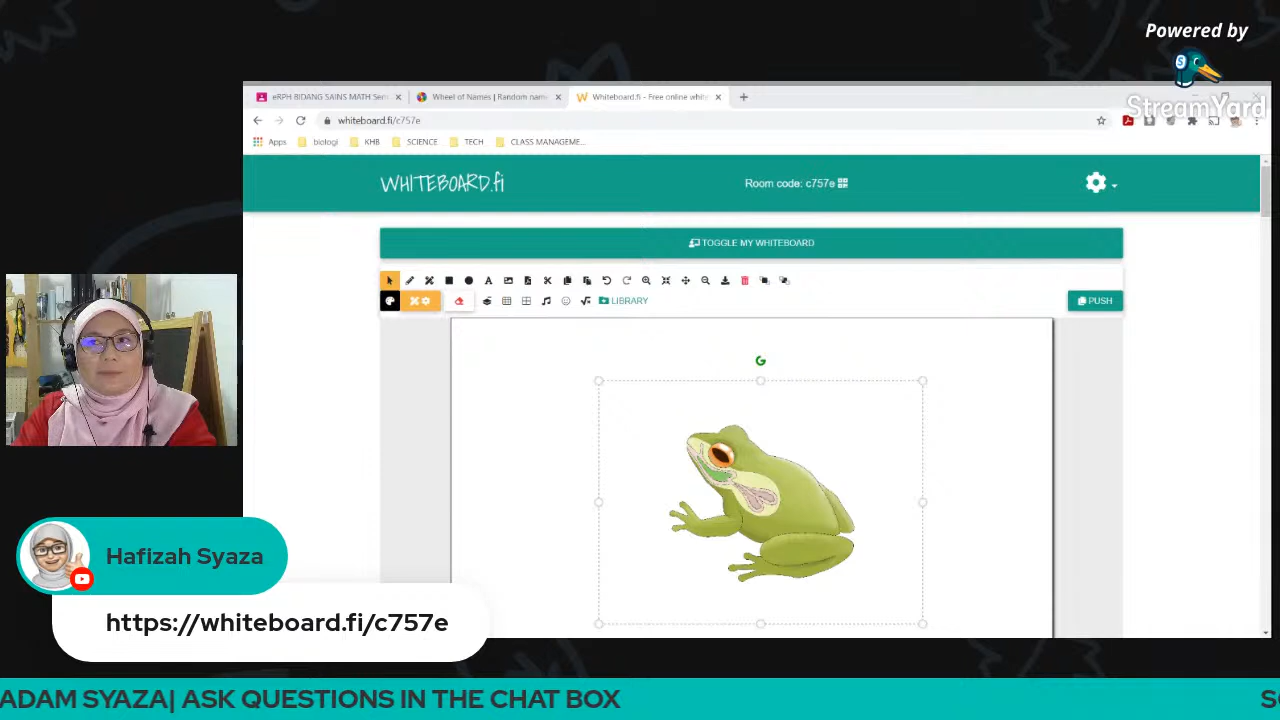 Powered by
StreamYard
eRPH BIDANG SAINS MATH Sem
Wheel of Names | Random name
Whiteboard.fi - Free online white
whiteboard.fi/c757e
Apps
biologi
KHB
SCIENCE
TECH
CLASS MANAGEME...
WHITEBOARD.fi
Room code: c757e
TOGGLE MY WHITEBOARD
LIBRARY
PUSH
Hafizah Syaza
https://whiteboard.fi/c757e
ADAM SYAZA| ASK QUESTIONS IN THE CHAT BOX